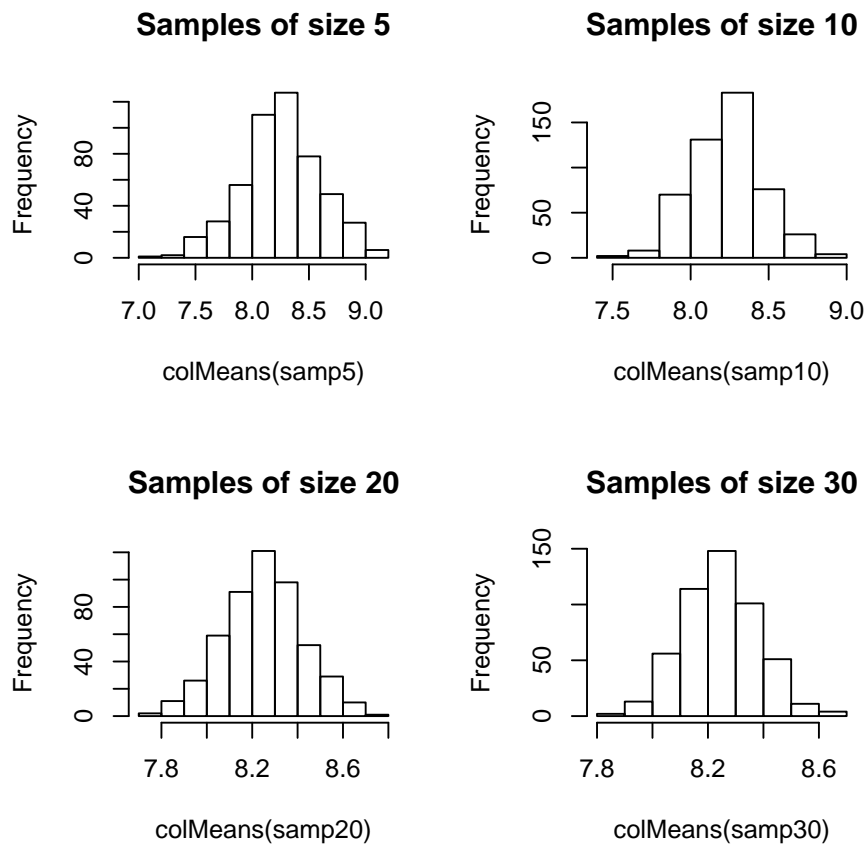 Samples of size 5
Frequency
0 40 80
7.0 7.5 8.0 8.5 9.0
colMeans(samp5)
Samples of size 10
Frequency
0 50 150
7.5 8.0 8.5 9.0
colMeans(samp10)
Samples of size 20
Frequency
0 40 80
7.8 8.2 8.6
colMeans(samp20)
Samples of size 30
Frequency
0 50 150
7.8 8.2 8.6
colMeans(samp30)